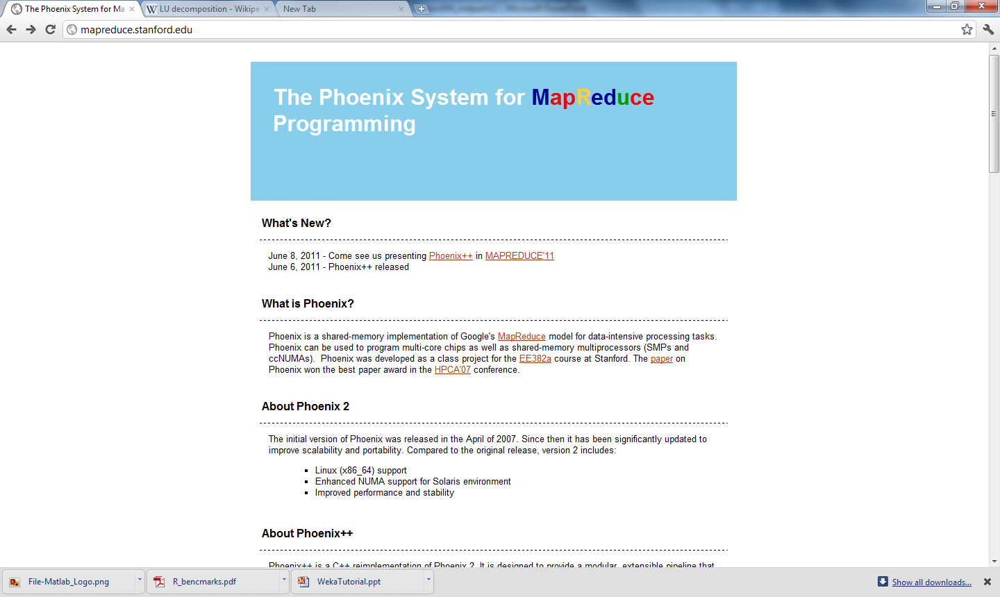 The Phoenix System for Ma
LU decomposition - Wikipe
New Tab
mapreduce.stanford.edu
The Phoenix System for MapReduce
Programming
What's New?
June 8, 2011 - Come see us presenting Phoenix++ in MAPREDUCE'11
June 6, 2011 - Phoenix++ released
What is Phoenix?
Phoenix is a shared-memory implementation of Google's MapReduce model for data-intensive processing tasks.
Phoenix can be used to program multi-core chips as well as shared-memory multiprocessors (SMPs and
ccNUMAs).  Phoenix was developed as a class project for the EE382a course at Stanford. The paper on
Phoenix won the best paper award in the HPCA'07 conference.
About Phoenix 2
The initial version of Phoenix was released in the April of 2007. Since then it has been significantly updated to
improve scalability and portability. Compared to the original release, version 2 includes:
Linux (x86_64) support
Enhanced NUMA support for Solaris environment
Improved performance and stability
About Phoenix++
Phoenix++ is a C++ reimplementation of Phoenix 2. It is designed to provide a modular, extensible pipeline that
File-Matlab_Logo.png
R_bencmarks.pdf
WekaTutorial.ppt
Show all downloads...